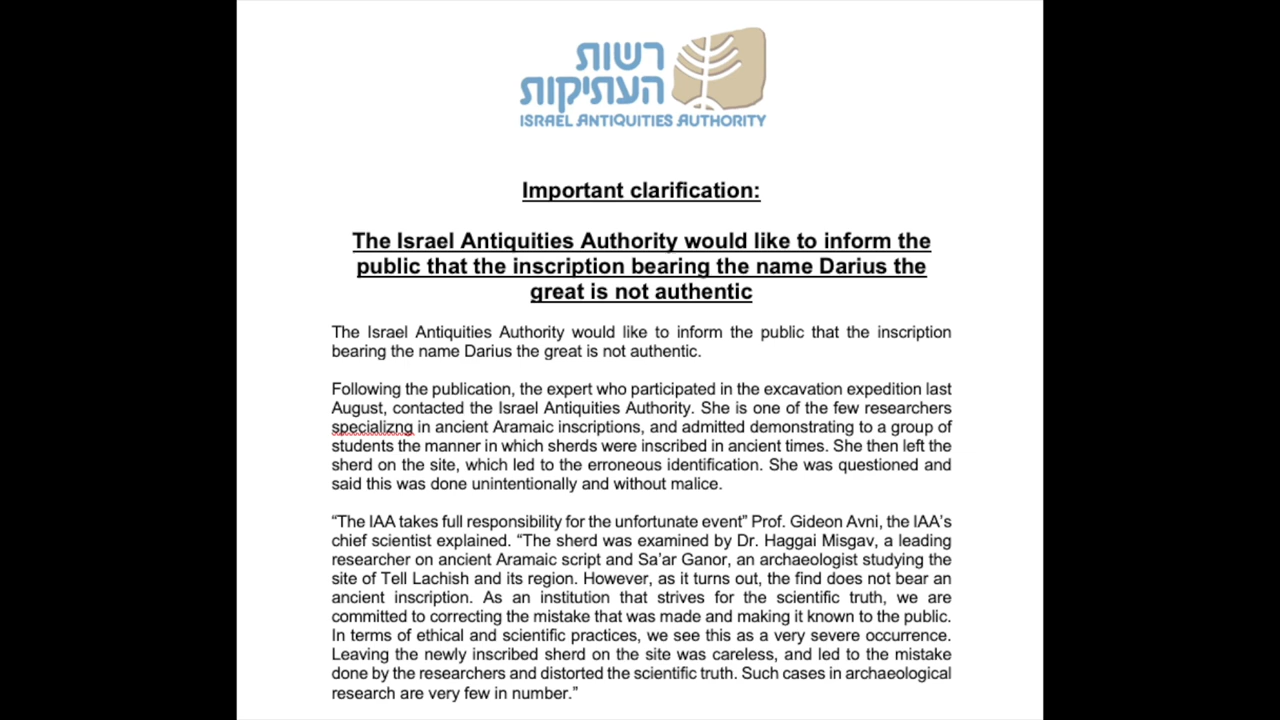 רשות
העתיקות
ISRAEL ANTIQUITIES AUTHORITY
Important clarification:
The Israel Antiquities Authority would like to inform the
public that the inscription bearing the name Darius the
great is not authentic
The Israel Antiquities Authority would like to inform the public that the inscription
bearing the name Darius the great is not authentic.
Following the publication, the expert who participated in the excavation expedition last
August, contacted the Israel Antiquities Authority. She is one of the few researchers
specializng in ancient Aramaic inscriptions, and admitted demonstrating to a group of
students the manner in which sherds were inscribed in ancient times. She then left the
sherd on the site, which led to the erroneous identification. She was questioned and
said this was done unintentionally and without malice.
“The IAA takes full responsibility for the unfortunate event” Prof. Gideon Avni, the IAA’s
chief scientist explained. “The sherd was examined by Dr. Haggai Misgav, a leading
researcher on ancient Aramaic script and Sa’ar Ganor, an archaeologist studying the
site of Tell Lachish and its region. However, as it turns out, the find does not bear an
ancient inscription. As an institution that strives for the scientific truth, we are
committed to correcting the mistake that was made and making it known to the public.
In terms of ethical and scientific practices, we see this as a very severe occurrence.
Leaving the newly inscribed sherd on the site was careless, and led to the mistake
done by the researchers and distorted the scientific truth. Such cases in archaeological
research are very few in number.”